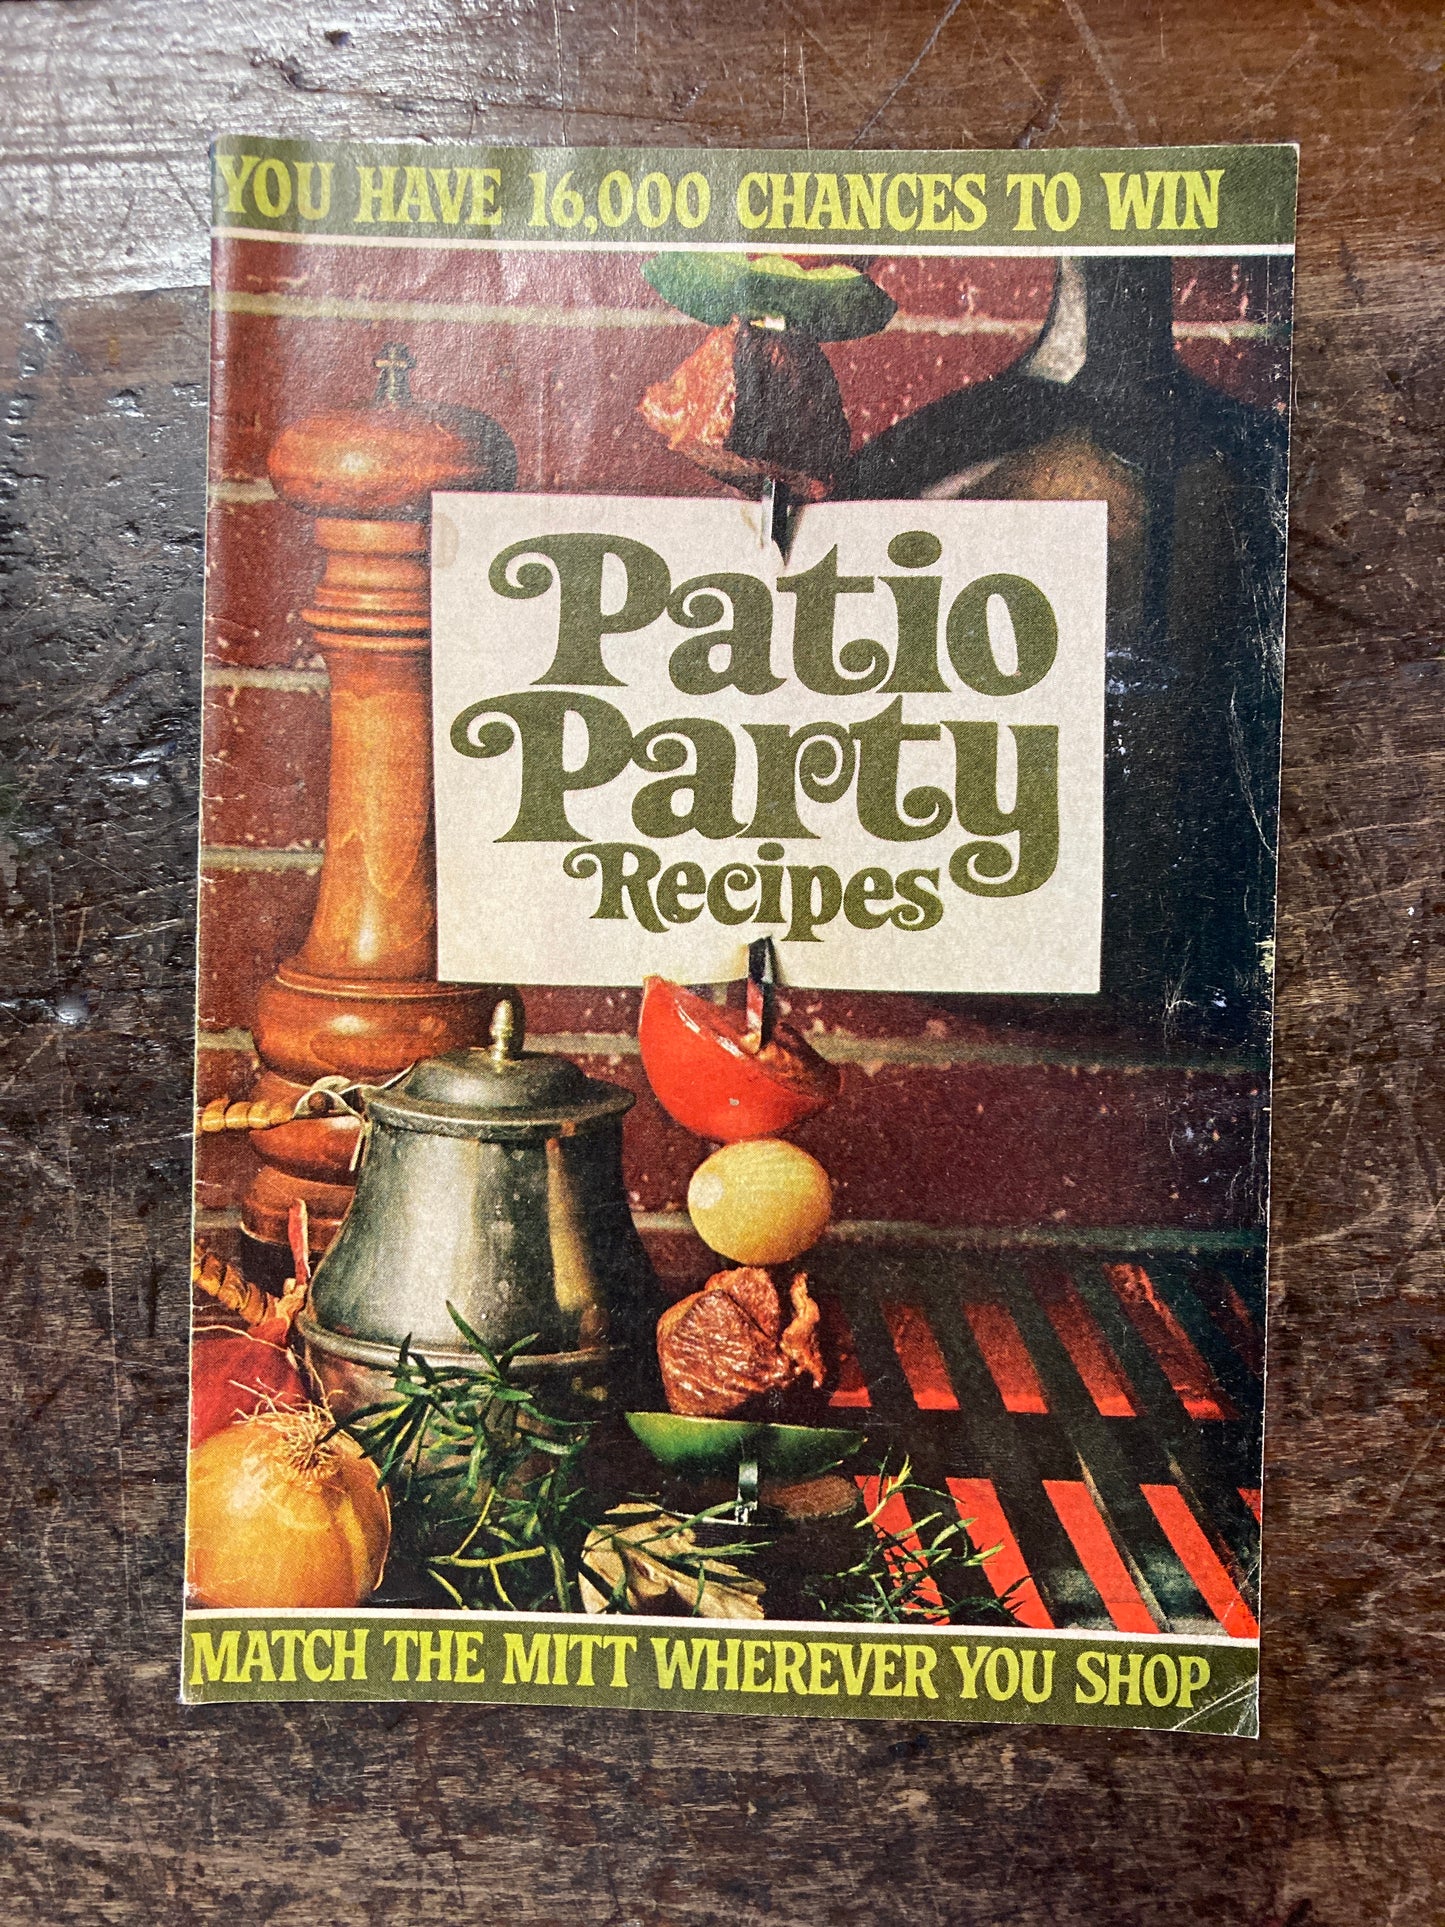 YOU HAVE 16,000 CHANCES TO WIN
Patio
Party
Recipes
MATCH THE MITT WHEREVER YOU SHOP